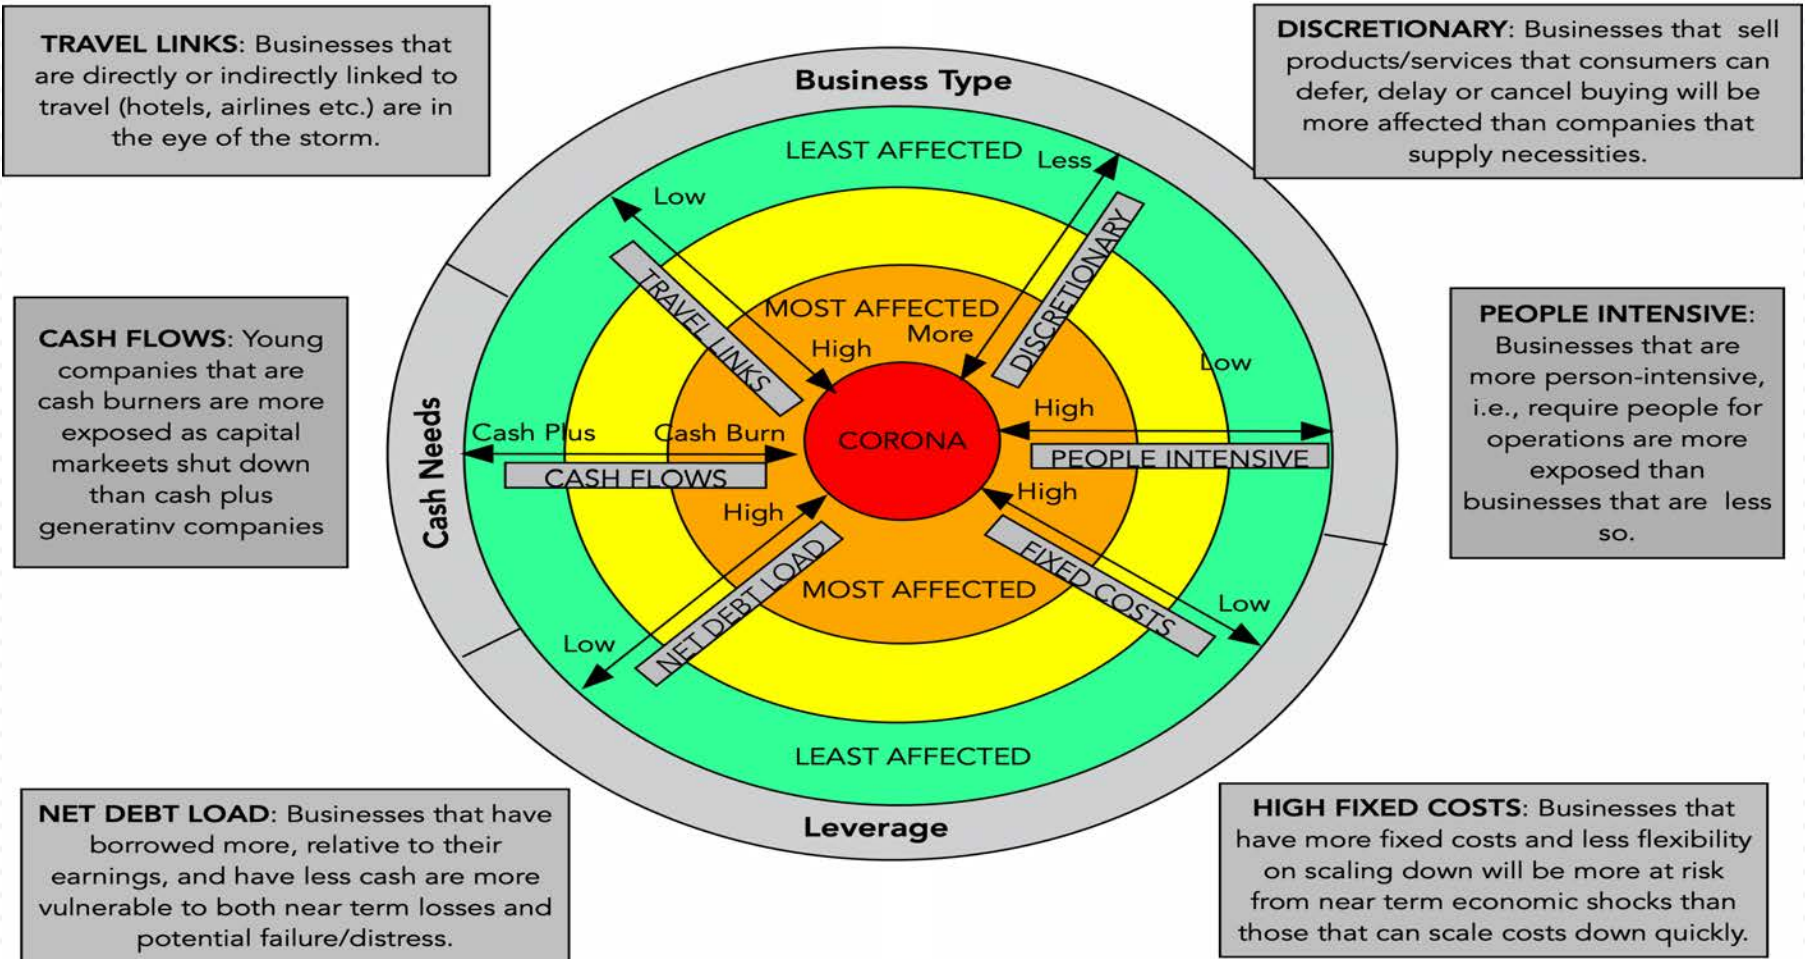 TRAVEL LINKS: Businesses that
are directly or indirectly linked to
travel (hotels, airlines etc.) are in
the eye of the storm.
DISCRETIONARY: Businesses that sell
products/services that consumers can
defer, delay or cancel buying will be
more affected than companies that
supply necessities.
Business Type
LEAST AFFECTED
Less
Low
DISCRETIONARY
TRAVEL LINKS
MOST AFFECTED
More
High
Low
CASH FLOWS: Young
companies that are
cash burners are more
exposed as capital
markeets shut down
than cash plus
generatinv companies
Cash Needs
Cash Plus
Cash Burn
CASH FLOWS
CORONA
High
PEOPLE INTENSIVE
PEOPLE INTENSIVE:
Businesses that are
more person-intensive,
i.e., require people for
operations are more
exposed than
businesses that are less
so.
High
High
NET DEBT LOAD
FIXED COSTS
MOST AFFECTED
Low
Low
LEAST AFFECTED
Leverage
NET DEBT LOAD: Businesses that have
borrowed more, relative to their
earnings, and have less cash are more
vulnerable to both near term losses and
potential failure/distress.
HIGH FIXED COSTS: Businesses that
have more fixed costs and less flexibility
on scaling down will be more at risk
from near term economic shocks than
those that can scale costs down quickly.